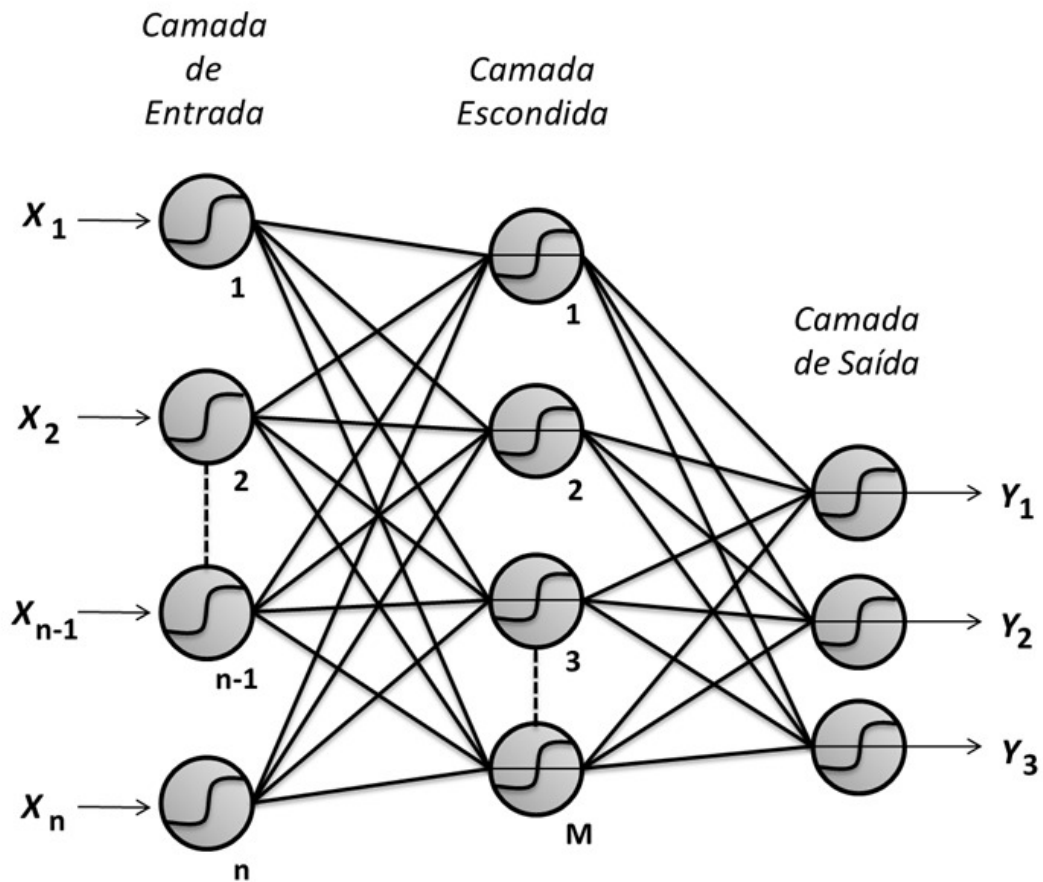 Camada
de
Entrada
Camada
Escondida
Camada
de Saída
X1
1
X2
2
Xn-1
n-1
Xn
n
1
2
3
M
Y1
Y2
Y3